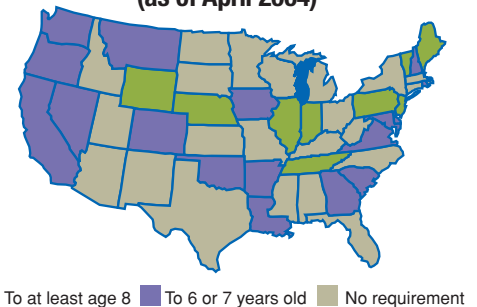 (as of April 2004)
To at least age 8 To 6 or 7 years old No requirement